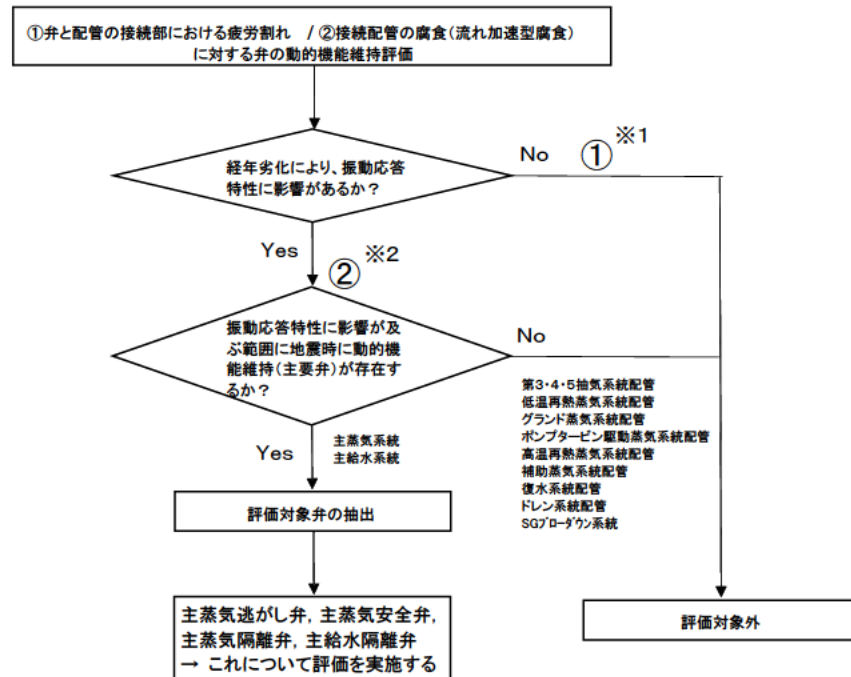 ①弁と配管の接続部における疲労割れ /②接続配管の腐食(流れ加速型腐食)
に対する弁の動的機能維持評価
経年劣化により、振動応答
特性に影響があるか?
No
①※1
Yes
②※2
振動応答特性に影響が及
ぶ範囲に地震時に動的機
能維持(主要弁)が存在す
るか?
No
第3・4・5抽気系統配管
低温再熱蒸気系統配管
グランド蒸気系統配管
ポンプタービン駆動蒸気系統配管
高温再熱蒸気系統配管
補助蒸気系統配管
復水系統配管
ドレン系統配管
SGブローダウン系統
Yes
主蒸気系統
主給水系統
評価対象弁の抽出
主蒸気逃がし弁，主蒸気安全弁，
主蒸気隔離弁，主給水隔離弁
→ これについて評価を実施する
評価対象外